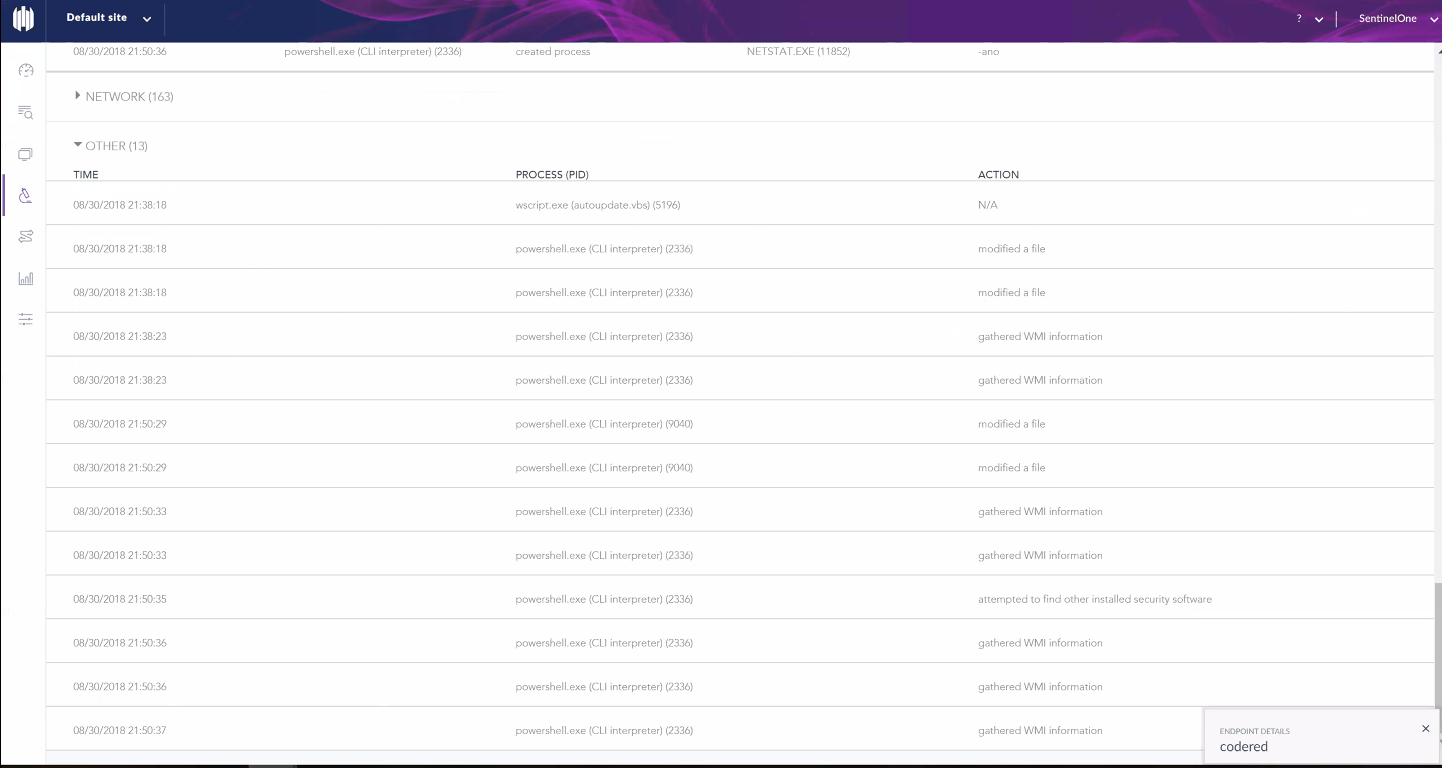 Default site ? SentinelOne
08/30/2018 21:50:36 powershell.exe (CLI interpreter) (2336) created process NETSTAT.EXE (11852) -ano
NETWORK (163)
OTHER (13)
TIME PROCESS (PID) ACTION
08/30/2018 21:38:18 wscript.exe (autoupdate.vbs) (5196) N/A
08/30/2018 21:38:18 powershell.exe (CLI interpreter) (2336) modified a file
08/30/2018 21:38:18 powershell.exe (CLI interpreter) (2336) modified a file
08/30/2018 21:38:23 powershell.exe (CLI interpreter) (2336) gathered WMI information
08/30/2018 21:38:23 powershell.exe (CLI interpreter) (2336) gathered WMI information
08/30/2018 21:50:29 powershell.exe (CLI interpreter) (9040) modified a file
08/30/2018 21:50:29 powershell.exe (CLI interpreter) (9040) modified a file
08/30/2018 21:50:33 powershell.exe (CLI interpreter) (2336) gathered WMI information
08/30/2018 21:50:33 powershell.exe (CLI interpreter) (2336) gathered WMI information
08/30/2018 21:50:35 powershell.exe (CLI interpreter) (2336) attempted to find other installed security software
08/30/2018 21:50:36 powershell.exe (CLI interpreter) (2336) gathered WMI information
08/30/2018 21:50:36 powershell.exe (CLI interpreter) (2336) gathered WMI information
08/30/2018 21:50:37 powershell.exe (CLI interpreter) (2336) gathered WMI information
ENDPOINT DETAILS
codered